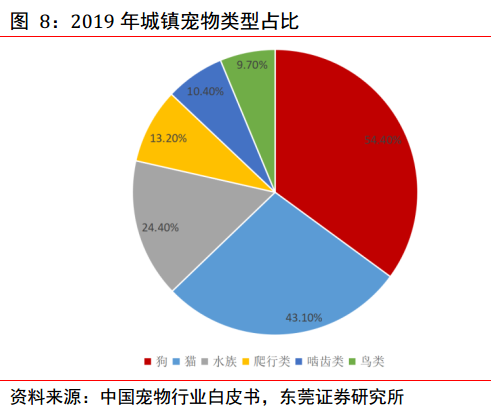 图 8：2019 年城镇宠物类型占比
9.70%
10.40%
13.20%
24.40%
43.10%
狗 猫 水族 爬行类 啮齿类 鸟类
资料来源：中国宠物行业白皮书，东莞证券研究所